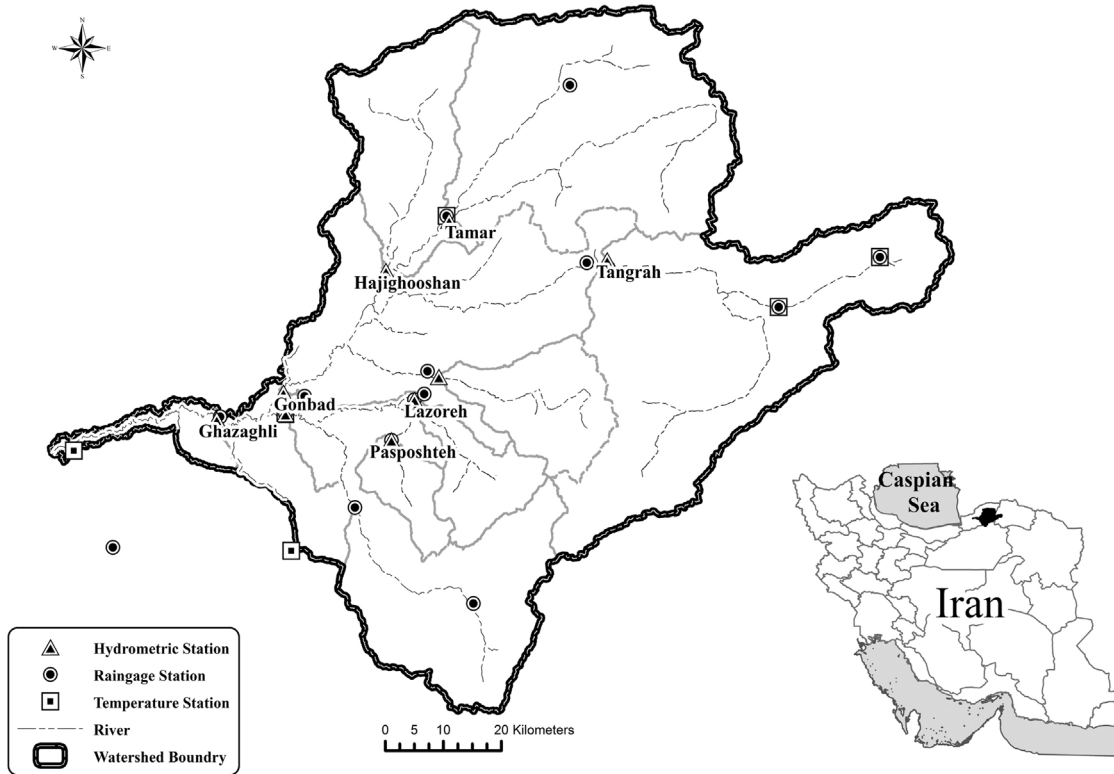 N
W
E
S
Tamar
Hajighooshan
Tangrah
Gonbad
Lazoreh
Ghazaghli
Pasposhteh
Caspian
Sea
Iran
Hydrometric Station
Raingage Station
Temperature Station
River
Watershed Boundry
0 5 10 20 Kilometers